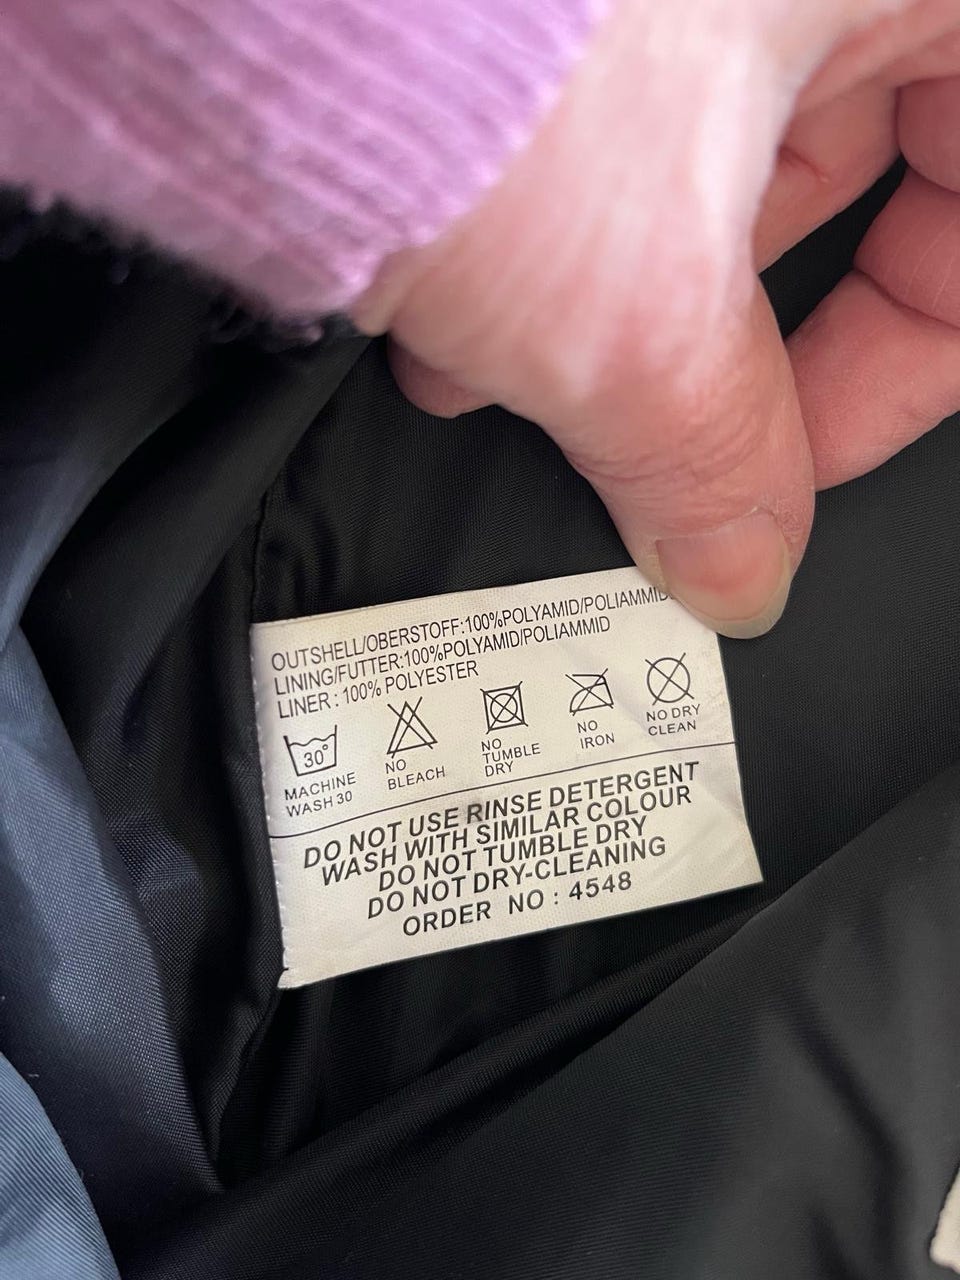 OUTSHELL/OBERSTOFF:100%POLYAMID/POLIAMMID
LINING/FUTTER:100%POLYAMID/POLIAMMID
LINER : 100% POLYESTER
30°
MACHINE
WASH 30
NO
BLEACH
NO
TUMBLE
DRY
NO
IRON
NO DRY
CLEAN
DO NOT USE RINSE DETERGENT
WASH WITH SIMILAR COLOUR
DO NOT TUMBLE DRY
DO NOT DRY-CLEANING
ORDER NO : 4548